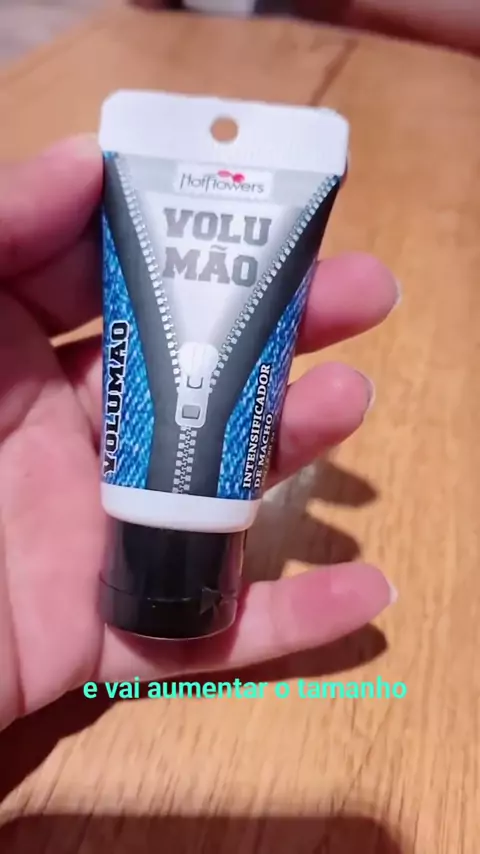 HotFlowers
VOLU
MÃO
VOLUMÃO
INTENSIFICADOR
DE MACHO
e vai aumentar o tamanho